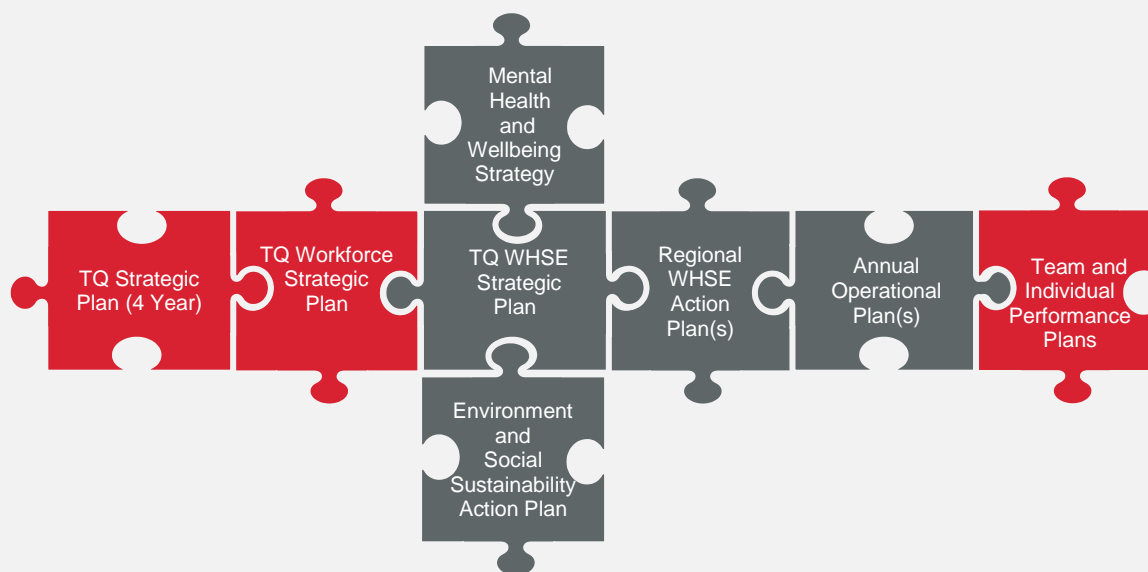 Mental
Health
and
Wellbeing
Strategy
TQ Strategic
Plan (4 Year)
TQ Workforce
Strategic
Plan
TQ WHSE
Strategic
Plan
Regional
WHSE
Action
Plan(s)
Annual
Operational
Plan(s)
Team and
Individual
Performance
Plans
Environment
and
Social
Sustainability
Action Plan